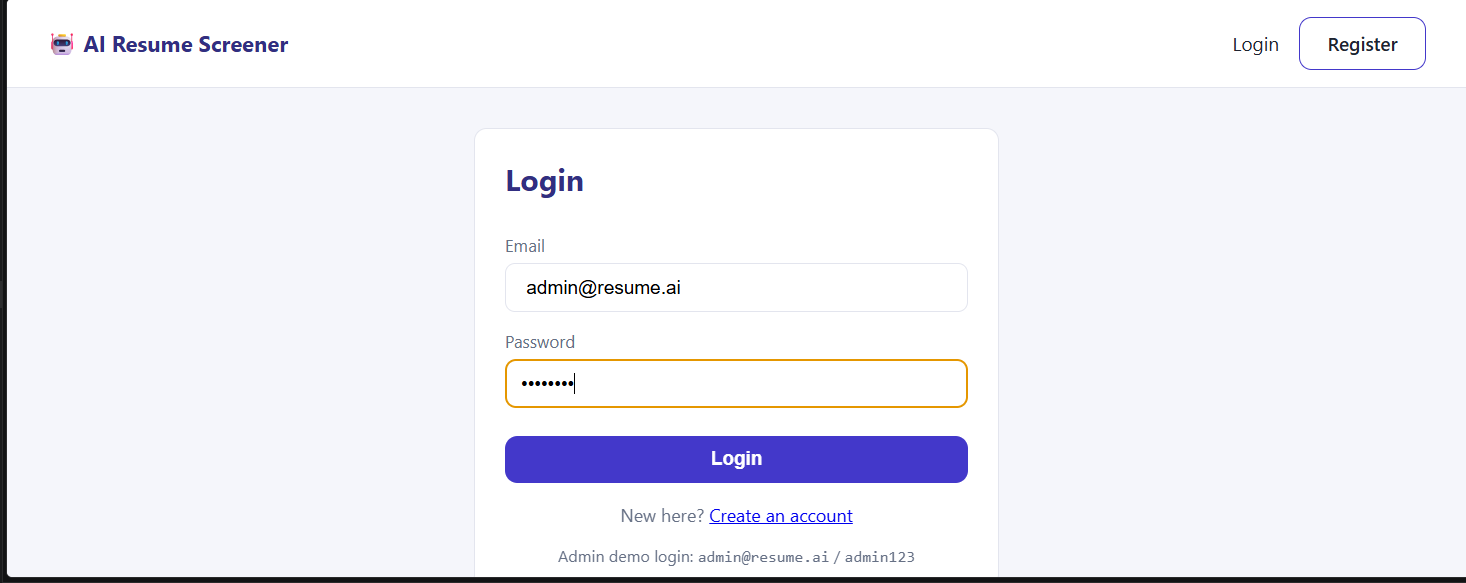 AI Resume Screener
Login
Register
Login
Email
admin@resume.ai
Password
••••••••
Login
New here? Create an account
Admin demo login: admin@resume.ai / admin123